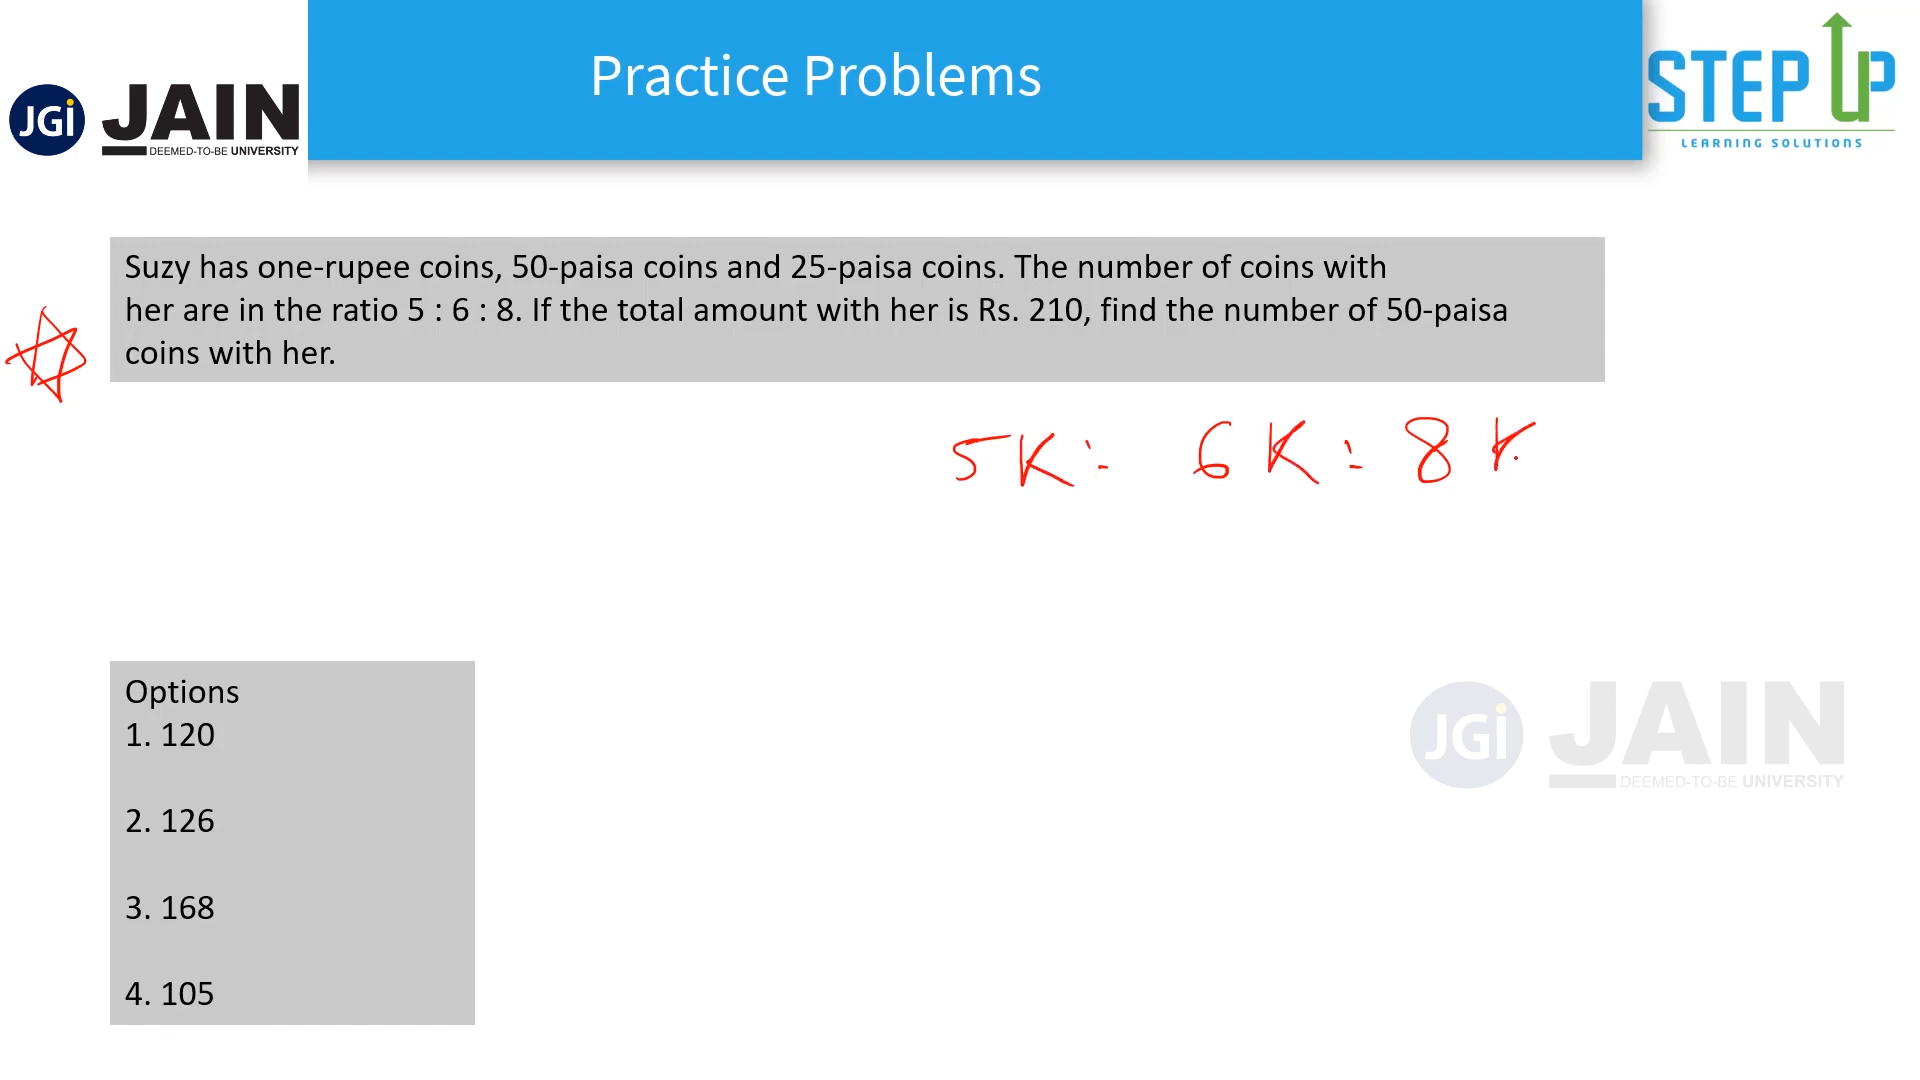 Practice Problems
JGi JAIN
DEEMED-TO-BE UNIVERSITY
STEP UP
LEARNING SOLUTIONS
Suzy has one-rupee coins, 50-paisa coins and 25-paisa coins. The number of coins with
her are in the ratio 5 : 6 : 8. If the total amount with her is Rs. 210, find the number of 50-paisa
coins with her.
5K : 6K : 8K
Options
1. 120
2. 126
3. 168
4. 105
JGi JAIN
DEEMED-TO-BE UNIVERSITY